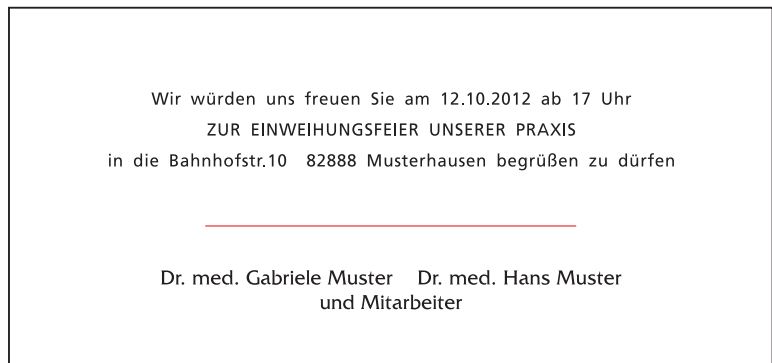 Wir würden uns freuen Sie am 12.10.2012 ab 17 Uhr
ZUR EINWEIHUNGSFEIER UNSERER PRAXIS
in die Bahnhofstr.10 82888 Musterhausen begrüßen zu dürfen
Dr. med. Gabriele Muster Dr. med. Hans Muster
und Mitarbeiter